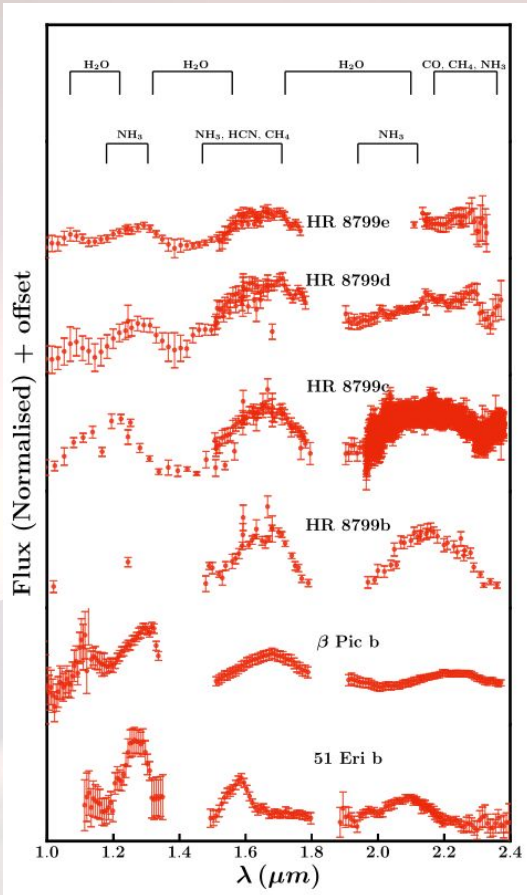 H₂O H₂O H₂O CO, CH₄, NH₃
NH₃ NH₃, HCN, CH₄ NH₃
HR 8799e
HR 8799d
HR 8799c
HR 8799b
β Pic b
51 Eri b
Flux (Normalised) + offset
1.0 1.2 1.4 1.6 1.8 2.0 2.2 2.4
λ (μm)